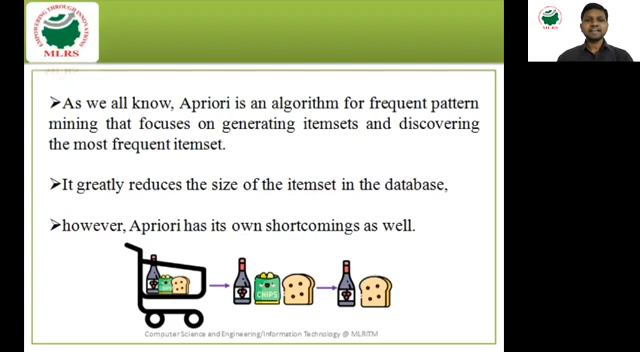 EMPOWERING THROUGH INNOVATIONS
MLRS
MLRS
➢As we all know, Apriori is an algorithm for frequent pattern
mining that focuses on generating itemsets and discovering
the most frequent itemset.
➢It greatly reduces the size of the itemset in the database,
➢however, Apriori has its own shortcomings as well.
CHIPS
Computer Science and Engineering/Information Technology @ MLRITM